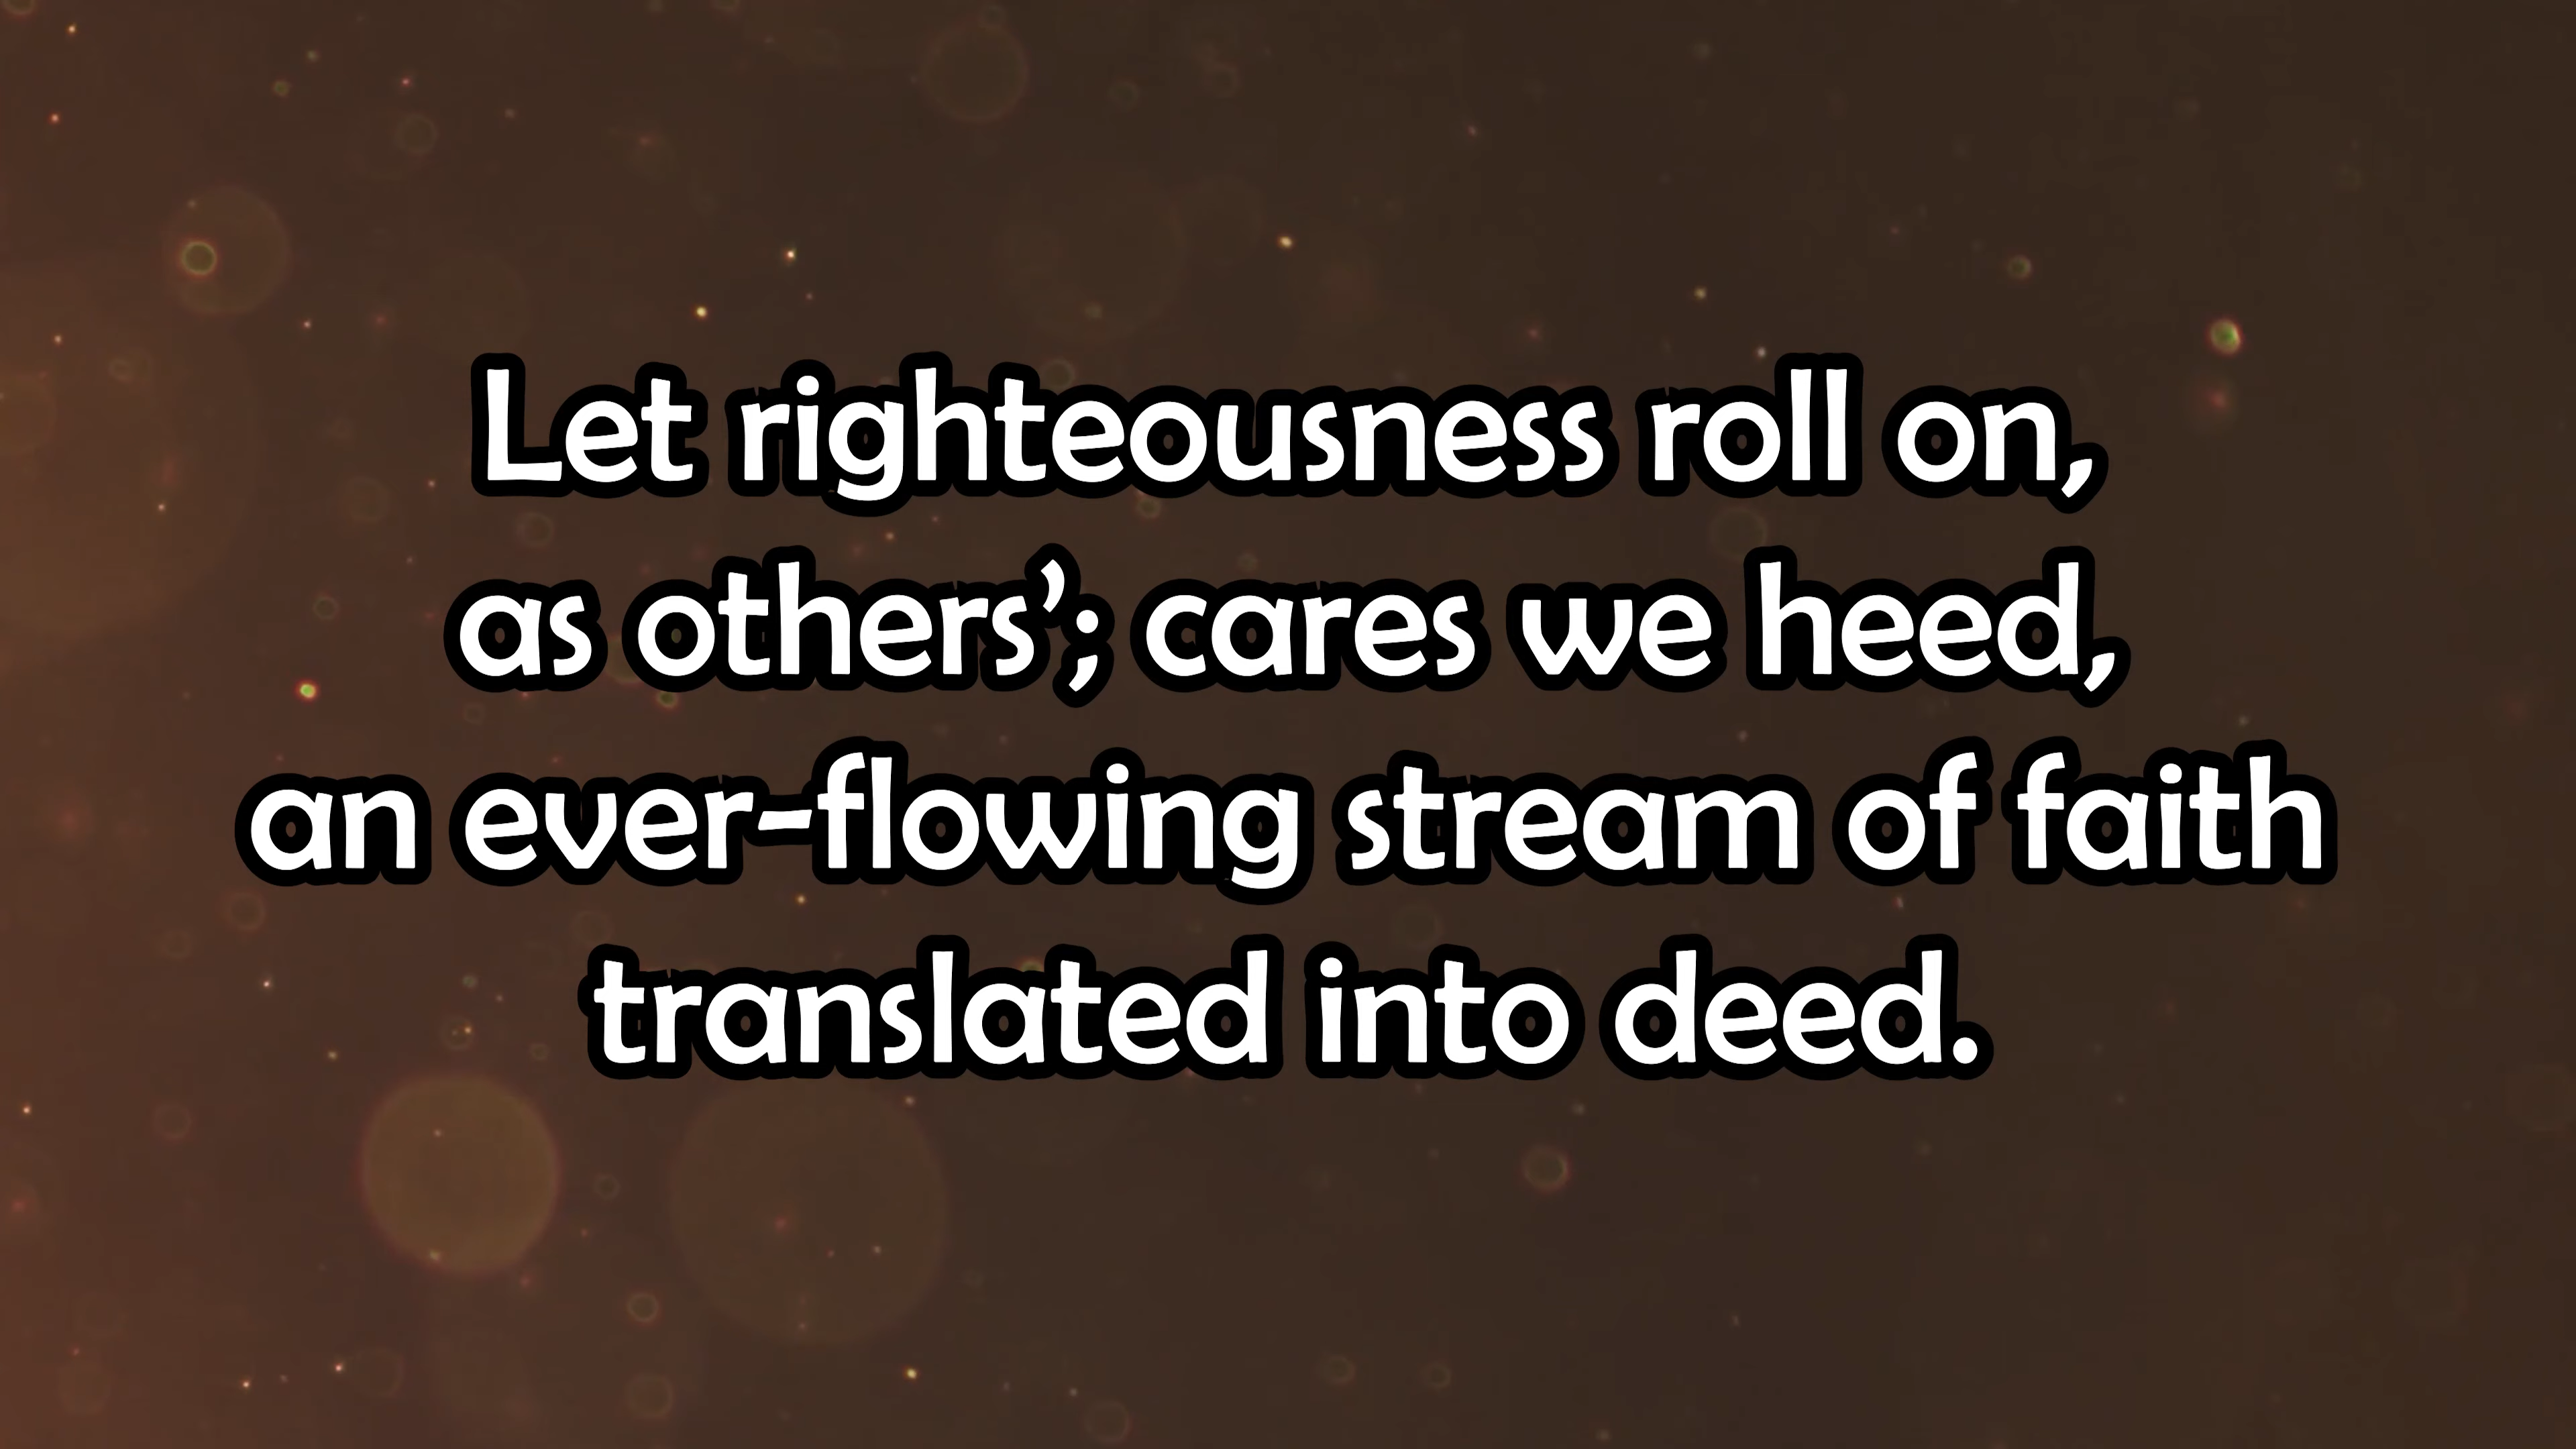 Let righteousness roll on,
as others’; cares we heed,
an ever-flowing stream of faith
translated into deed.